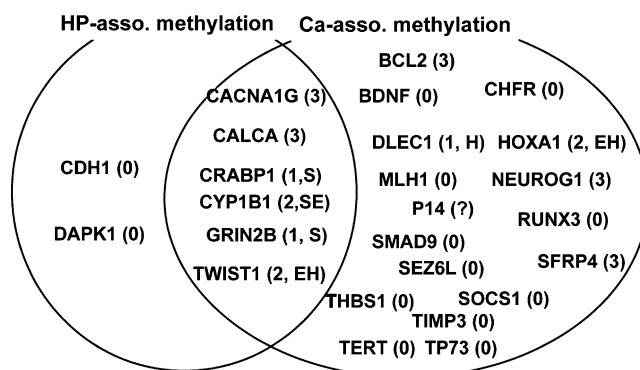 HP-asso. methylation
Ca-asso. methylation
CDH1 (0)
DAPK1 (0)
CACNA1G (3)
CALCA (3)
CRABP1 (1,S)
CYP1B1 (2,SE)
GRIN2B (1, S)
TWIST1 (2, EH)
BCL2 (3)
BDNF (0)
CHFR (0)
DLEC1 (1, H)
HOXA1 (2, EH)
MLH1 (0)
NEUROG1 (3)
P14 (?)
RUNX3 (0)
SMAD9 (0)
SEZ6L (0)
SFRP4 (3)
THBS1 (0)
SOCS1 (0)
TIMP3 (0)
TERT (0)
TP73 (0)